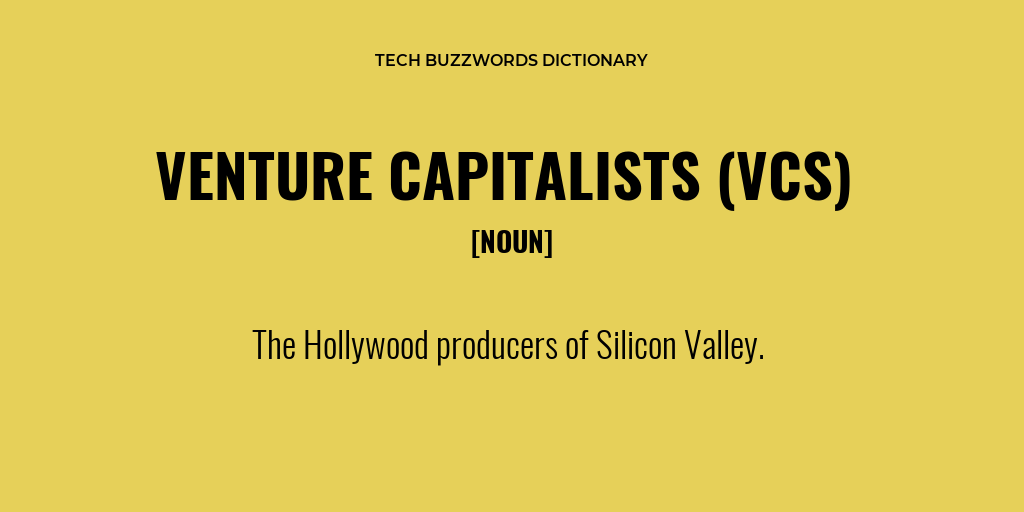 TECH BUZZWORDS DICTIONARY
VENTURE CAPITALISTS (VCS)
[NOUN]
The Hollywood producers of Silicon Valley.